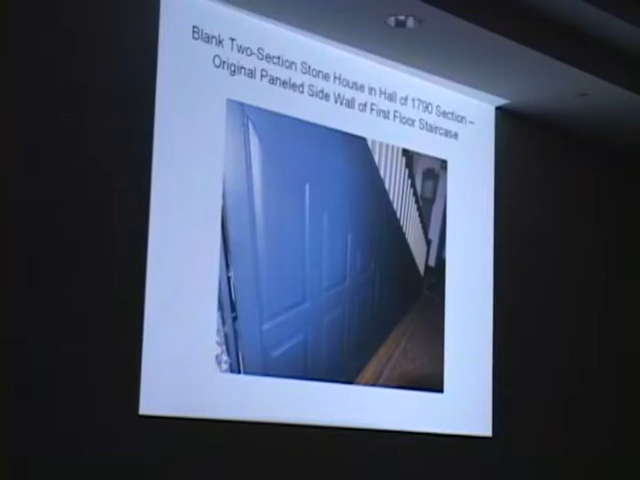 Blank Two-Section Stone House in Hall of 1790 Section –
Original Paneled Side Wall of First Floor Staircase